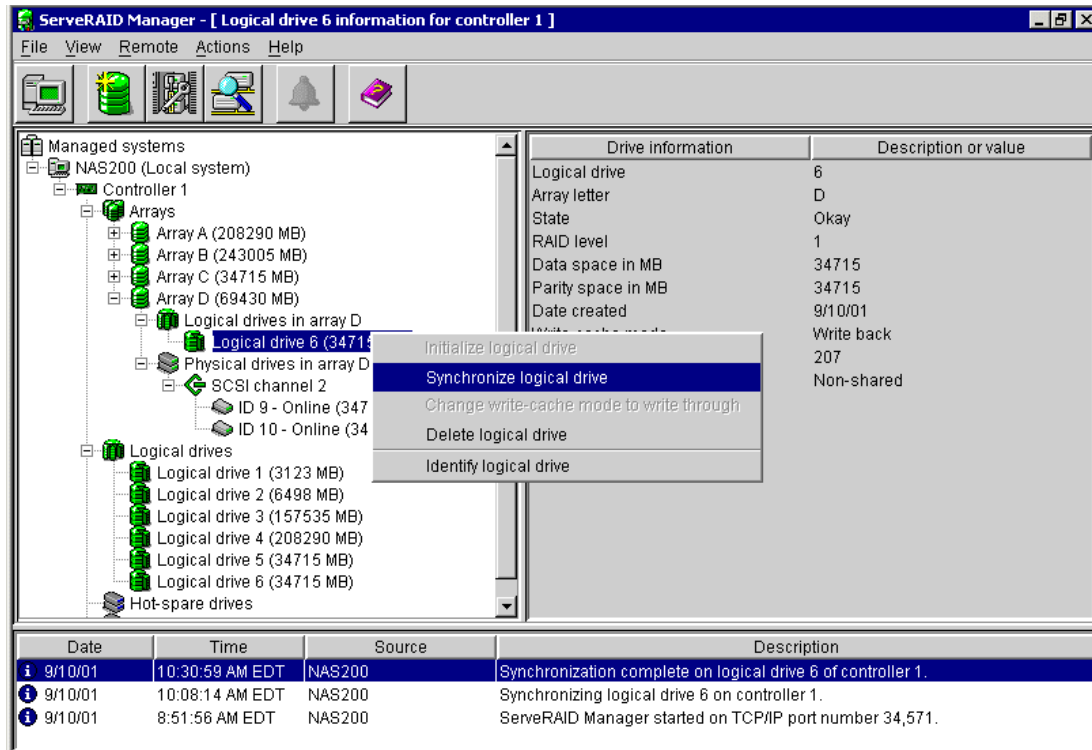 ServeRAID Manager - [ Logical drive 6 information for controller 1 ]
File View Remote Actions Help
Managed systems
NAS200 (Local system)
Controller 1
Arrays
Array A (208290 MB)
Array B (243005 MB)
Array C (34715 MB)
Array D (69430 MB)
Logical drives in array D
Logical drive 6 (34715
Physical drives in array D
SCSI channel 2
ID 9 - Online (347
ID 10 - Online (34
Logical drives
Logical drive 1 (3123 MB)
Logical drive 2 (6498 MB)
Logical drive 3 (157535 MB)
Logical drive 4 (208290 MB)
Logical drive 5 (34715 MB)
Logical drive 6 (34715 MB)
Hot-spare drives
Drive information Description or value
Logical drive 6
Array letter D
State Okay
RAID level 1
Data space in MB 34715
Parity space in MB 34715
Date created 9/10/01
Write-cache mode Write back
207
Non-shared
Initialize logical drive
Synchronize logical drive
Change write-cache mode to write through
Delete logical drive
Identify logical drive
Date Time Source Description
9/10/01 10:30:59 AM EDT NAS200 Synchronization complete on logical drive 6 of controller 1.
9/10/01 10:08:14 AM EDT NAS200 Synchronizing logical drive 6 on controller 1.
9/10/01 8:51:56 AM EDT NAS200 ServeRAID Manager started on TCP/IP port number 34,571.